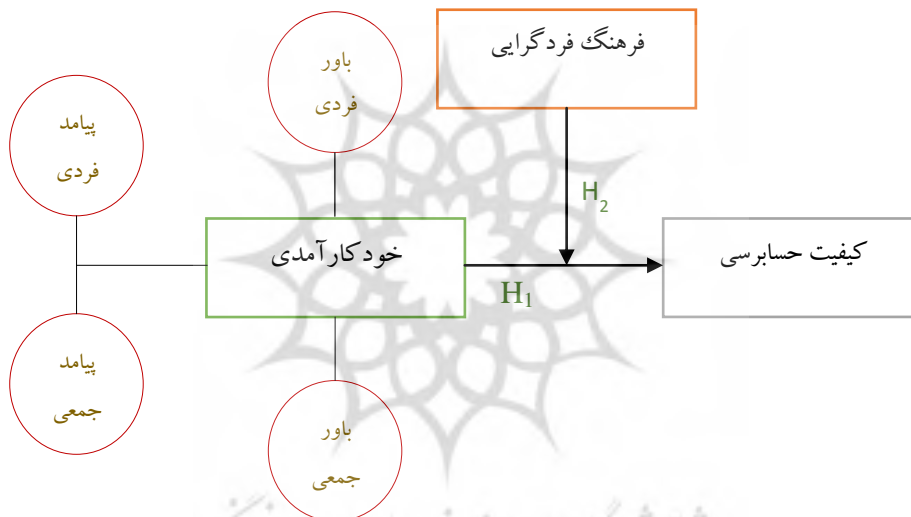 فرهنگ فردگرایی
باور
فردی
پیامد
فردی
H2
خودکارآمدی
کیفیت حسابرسی
H1
پیامد
جمعی
باور
جمعی